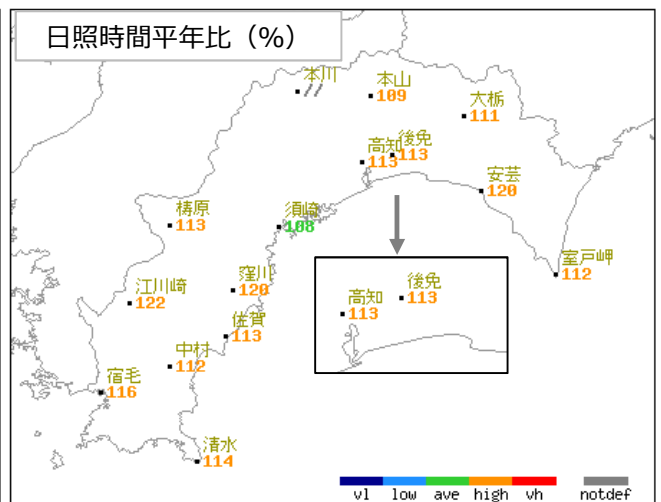 日照時間平年比（%）
本川
//
本山
109
大栃
111
高知
113
後免
113
安芸
120
梼原
113
須崎
108
室戸岬
112
江川崎
122
窪川
120
佐賀
113
中村
112
宿毛
116
清水
114
高知
113
後免
113
vl low ave high vh notdef